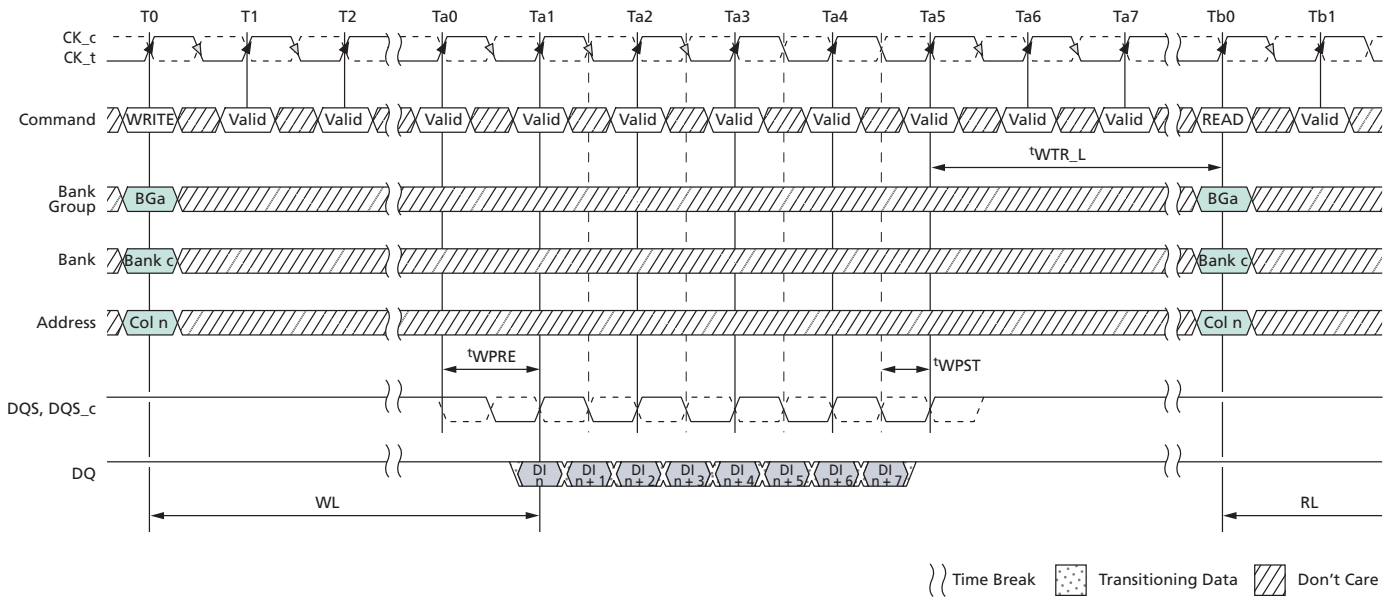 T0 T1 T2 Ta0 Ta1 Ta2 Ta3 Ta4 Ta5 Ta6 Ta7 Tb0 Tb1
CK_c
CK_t
Command WRITE Valid Valid Valid Valid Valid Valid Valid Valid Valid Valid READ Valid
tWTR_L
Bank
Group BGa BGa
Bank Bank c Bank c
Address Col n Col n
tWPRE tWPST
DQS, DQS_c
DQ DI DI DI DI DI DI DI DI
n n + 1 n + 2 n + 3 n + 4 n + 5 n + 6 n + 7
WL RL
Time Break Transitioning Data Don't Care